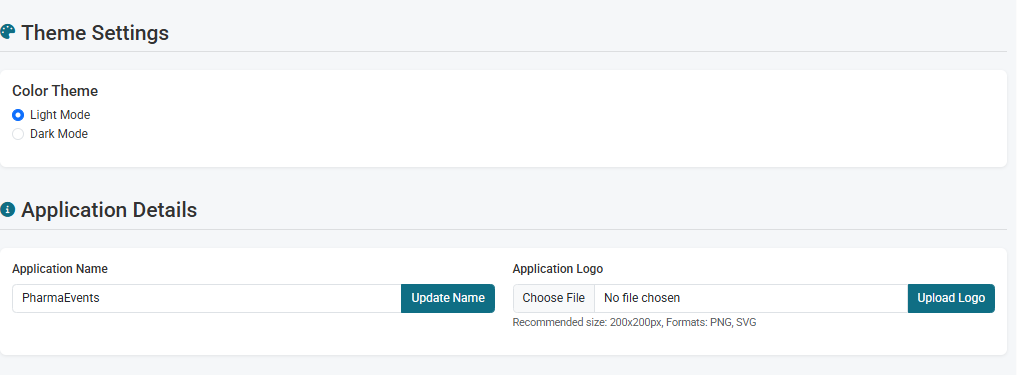 Theme Settings
Color Theme
Light Mode
Dark Mode
Application Details
Application Name
PharmaEvents
Update Name
Application Logo
Choose File
No file chosen
Upload Logo
Recommended size: 200x200px, Formats: PNG, SVG